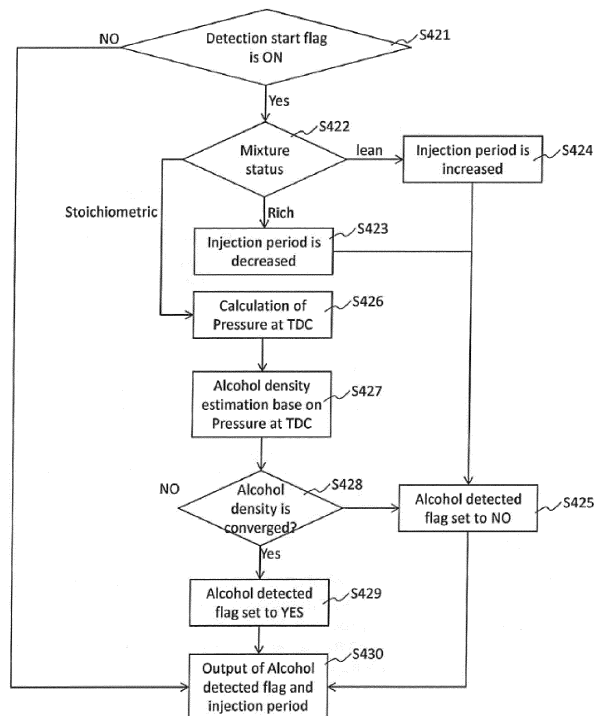 NO
Detection start flag
is ON
S421
Yes
S422
Mixture
status
lean
Injection period is
increased
S424
Stoichiometric
Rich
S423
Injection period is
decreased
S426
Calculation of
Pressure at TDC
Alcohol density
estimation base on
Pressure at TDC
S427
NO
Alcohol
density is
converged?
S428
Alcohol detected
flag set to NO
S425
Yes
Alcohol detected
flag set to YES
S429
S430
Output of Alcohol
detected flag and
injection period